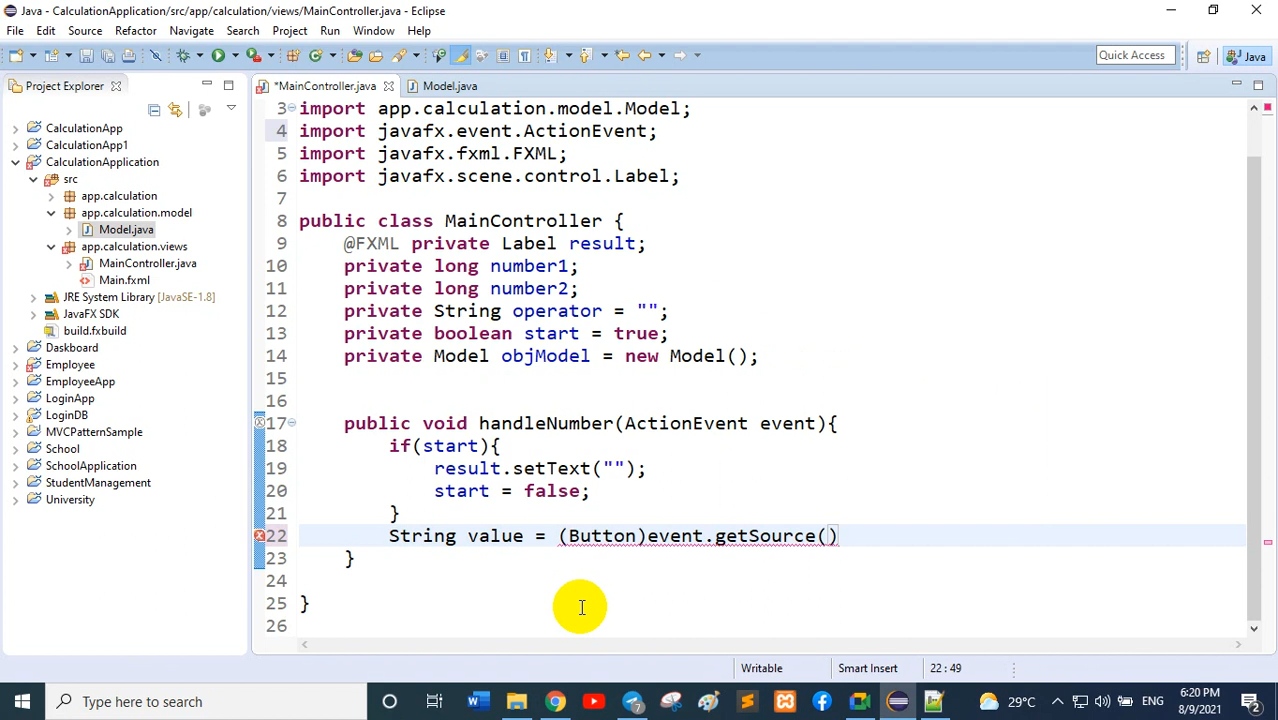 Java - CalculationApplication/src/app/calculation/views/MainController.java - Eclipse
File Edit Source Refactor Navigate Search Project Run Window Help
Quick Access
Java
Project Explorer
*MainController.java
Model.java
CalculationApp
CalculationApp1
CalculationApplication
src
app.calculation
app.calculation.model
Model.java
app.calculation.views
MainController.java
Main.fxml
JRE System Library [JavaSE-1.8]
JavaFX SDK
build.fxbuild
Daskboard
Employee
EmployeeApp
LoginApp
LoginDB
MVCPatternSample
School
SchoolApplication
StudentManagement
University
3 import app.calculation.model.Model;
4 import javafx.event.ActionEvent;
5 import javafx.fxml.FXML;
6 import javafx.scene.control.Label;
7
8 public class MainController {
9 @FXML private Label result;
10 private long number1;
11 private long number2;
12 private String operator = "";
13 private boolean start = true;
14 private Model objModel = new Model();
15
16
17 public void handleNumber(ActionEvent event){
18 if(start){
19 result.setText("");
20 start = false;
21 }
22 String value = (Button)event.getSource()
23 }
24
25 }
26
Writable
Smart Insert
22 : 49
Type here to search
7
29°C
ENG
6:20 PM
8/9/2021
2